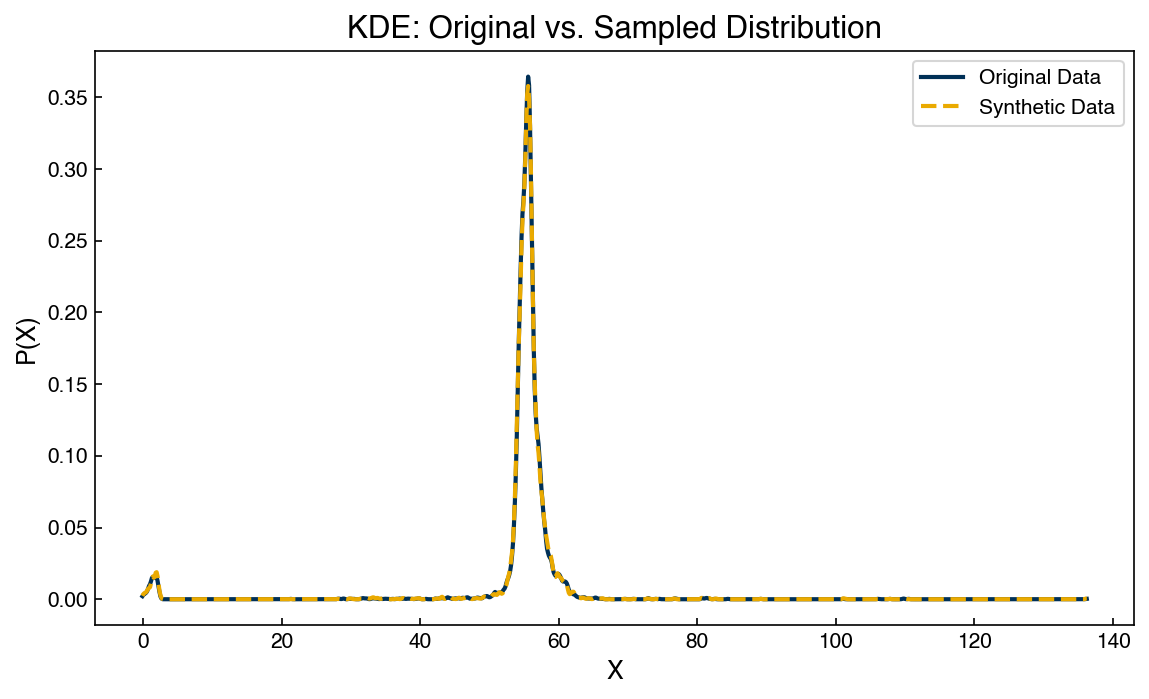 KDE: Original vs. Sampled Distribution
Original Data
Synthetic Data
P(X)
0.35
0.30
0.25
0.20
0.15
0.10
0.05
0.00
0 20 40 60 80 100 120 140
X